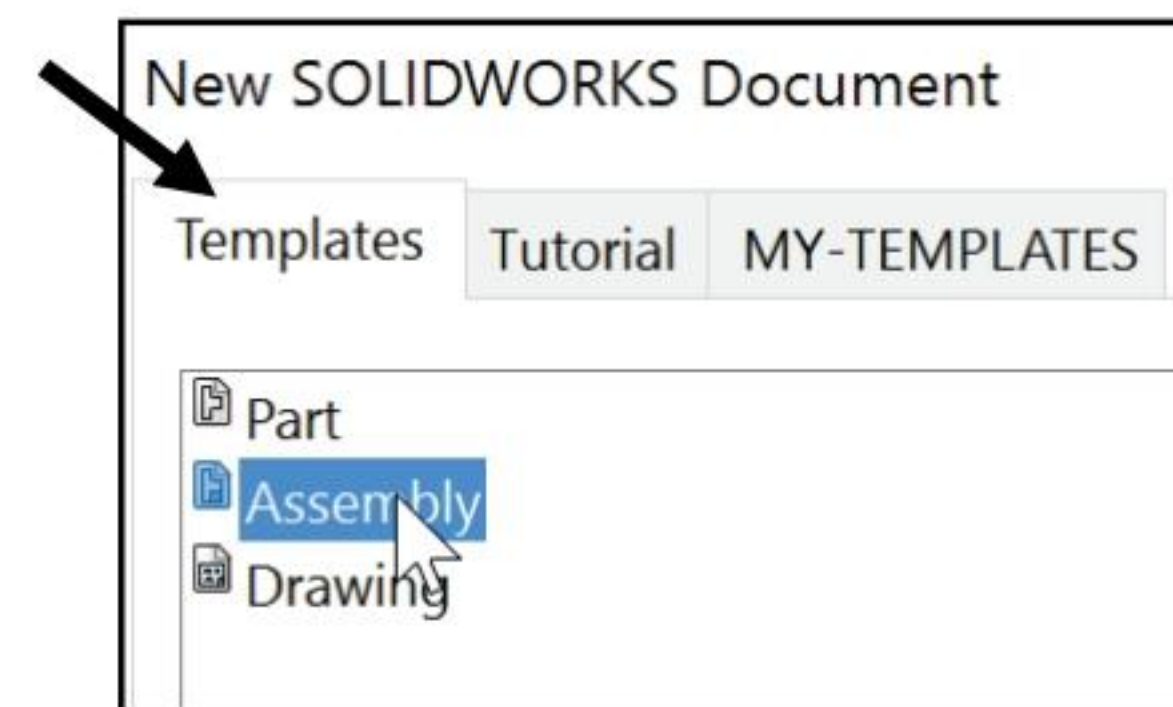 New SOLIDWORKS Document
Templates Tutorial MY-TEMPLATES
Part
Assembly
Drawing